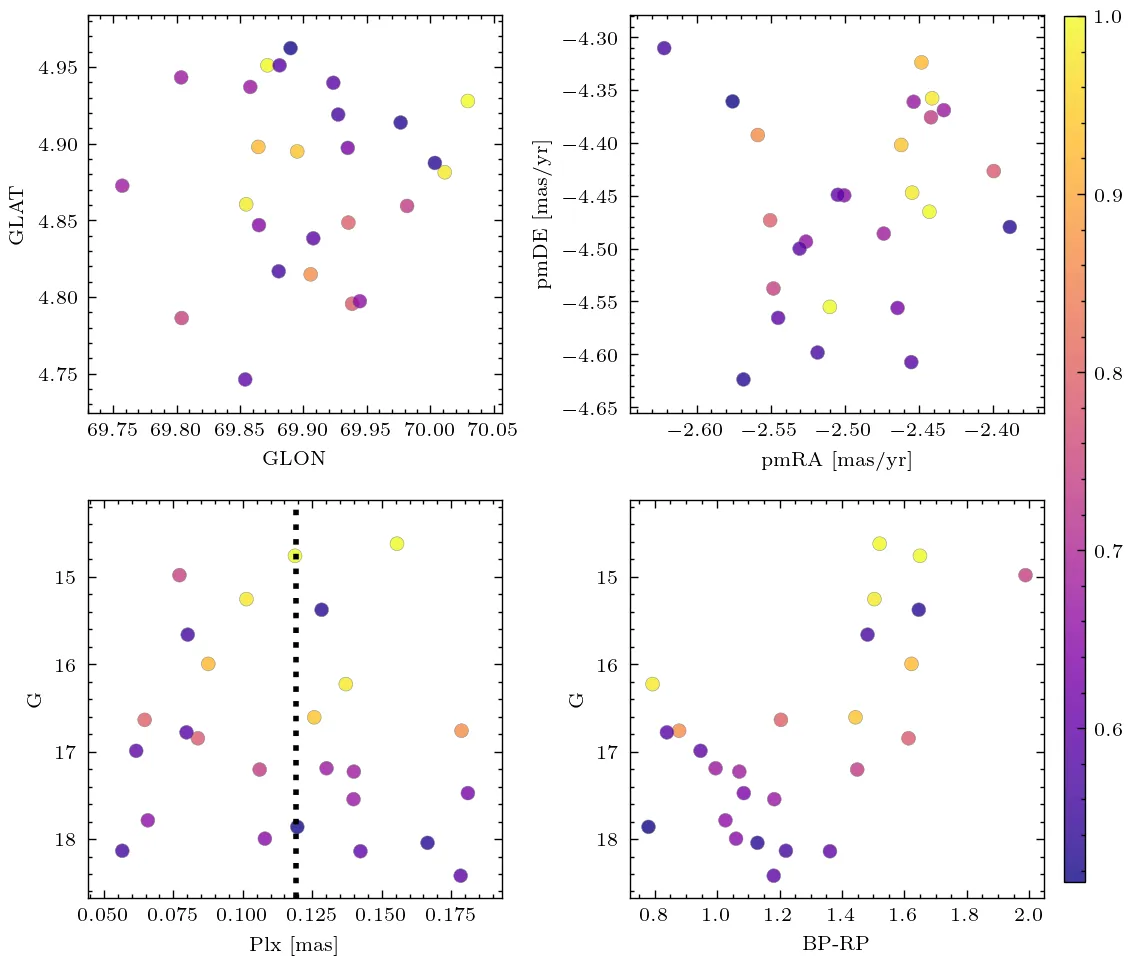 4.95
4.90
4.85
4.80
4.75
GLAT
69.75 69.80 69.85 69.90 69.95 70.00 70.05
GLON
−4.30
−4.35
−4.40
−4.45
−4.50
−4.55
−4.60
−4.65
pmDE [mas/yr]
−2.60 −2.55 −2.50 −2.45 −2.40
pmRA [mas/yr]
1.0
0.9
0.8
0.7
0.6
15
16
17
18
G
0.050 0.075 0.100 0.125 0.150 0.175
Plx [mas]
15
16
17
18
G
0.8 1.0 1.2 1.4 1.6 1.8 2.0
BP-RP